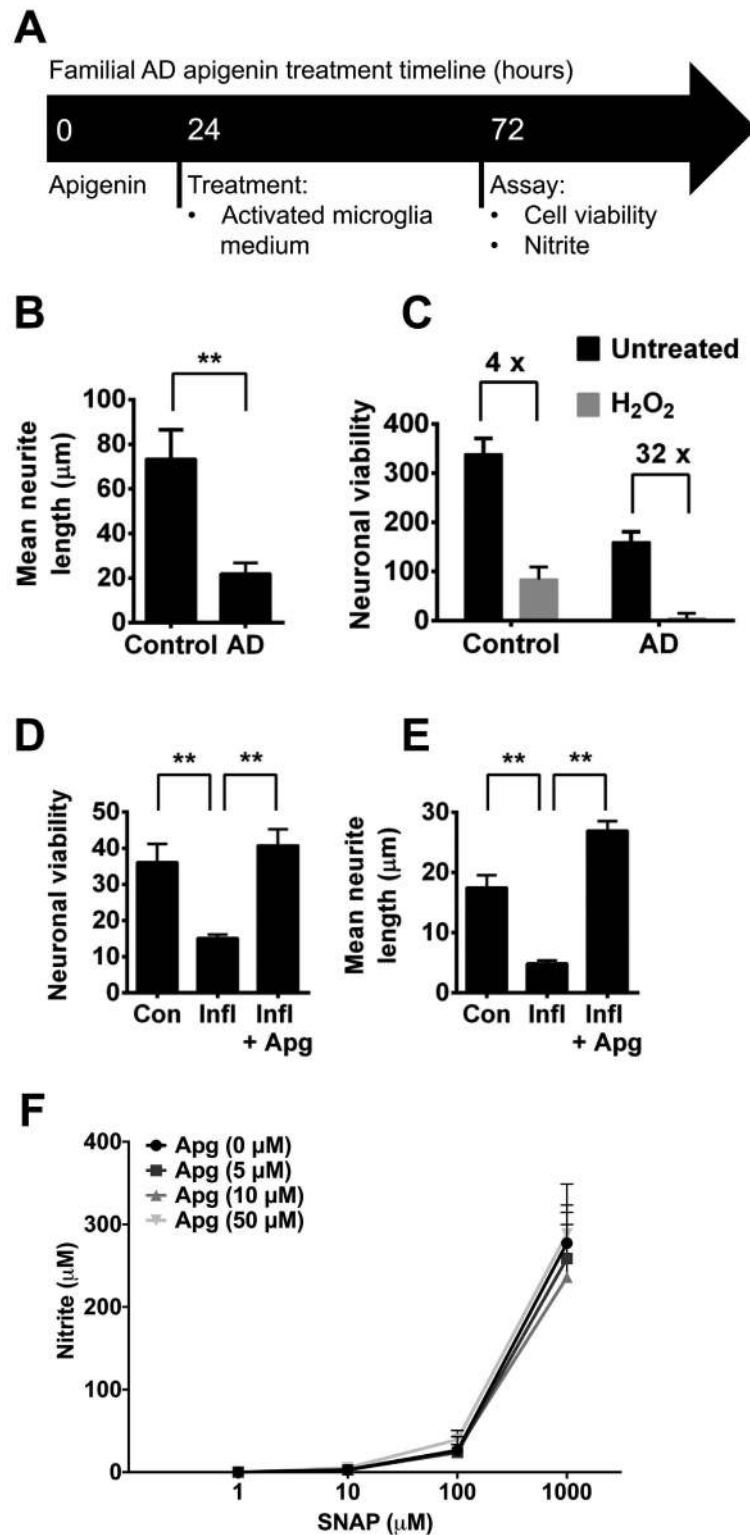 A
Familial AD apigenin treatment timeline (hours)
0 24 72
Apigenin
Treatment:
• Activated microglia
medium
Assay:
• Cell viability
• Nitrite
B
**
Mean neurite
length (μm)
100
80
60
40
20
0
Control AD
C
Untreated
H₂O₂
4 x
32 x
Neuronal viability
400
300
200
100
0
Control AD
D
** **
Neuronal viability
50
40
30
20
10
0
Con Infl Infl
+ Apg
E
** **
Mean neurite
length (μm)
30
20
10
0
Con Infl Infl
+ Apg
F
Apg (0 μM)
Apg (5 μM)
Apg (10 μM)
Apg (50 μM)
Nitrite (μM)
400
300
200
100
0
1 10 100 1000
SNAP (μM)